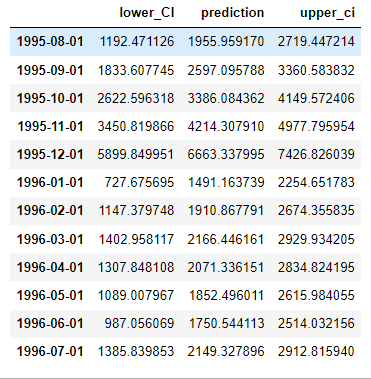 lower_CI prediction upper_ci
1995-08-01 1192.471126 1955.959170 2719.447214
1995-09-01 1833.607745 2597.095788 3360.583832
1995-10-01 2622.596318 3386.084362 4149.572406
1995-11-01 3450.819866 4214.307910 4977.795954
1995-12-01 5899.849951 6663.337995 7426.826039
1996-01-01 727.675695 1491.163739 2254.651783
1996-02-01 1147.379748 1910.867791 2674.355835
1996-03-01 1402.958117 2166.446161 2929.934205
1996-04-01 1307.848108 2071.336151 2834.824195
1996-05-01 1089.007967 1852.496011 2615.984055
1996-06-01 987.056069 1750.544113 2514.032156
1996-07-01 1385.839853 2149.327896 2912.815940